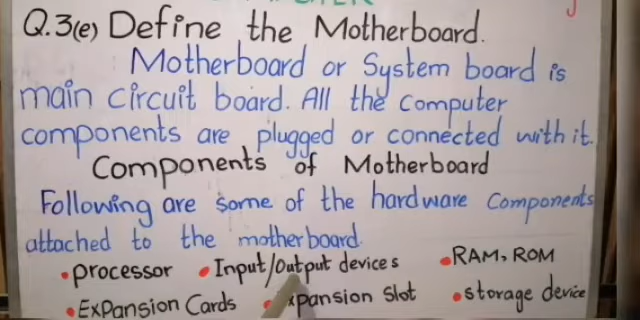 Q.3(e) Define the Motherboard.
Motherboard or System board is
main circuit board. All the computer
components are plugged or connected with it.
Components of Motherboard
Following are some of the hardware Components
attached to the motherboard.
•processor •Input/Output devices •RAM, ROM
•Expansion Cards •xpansion Slot •storage device